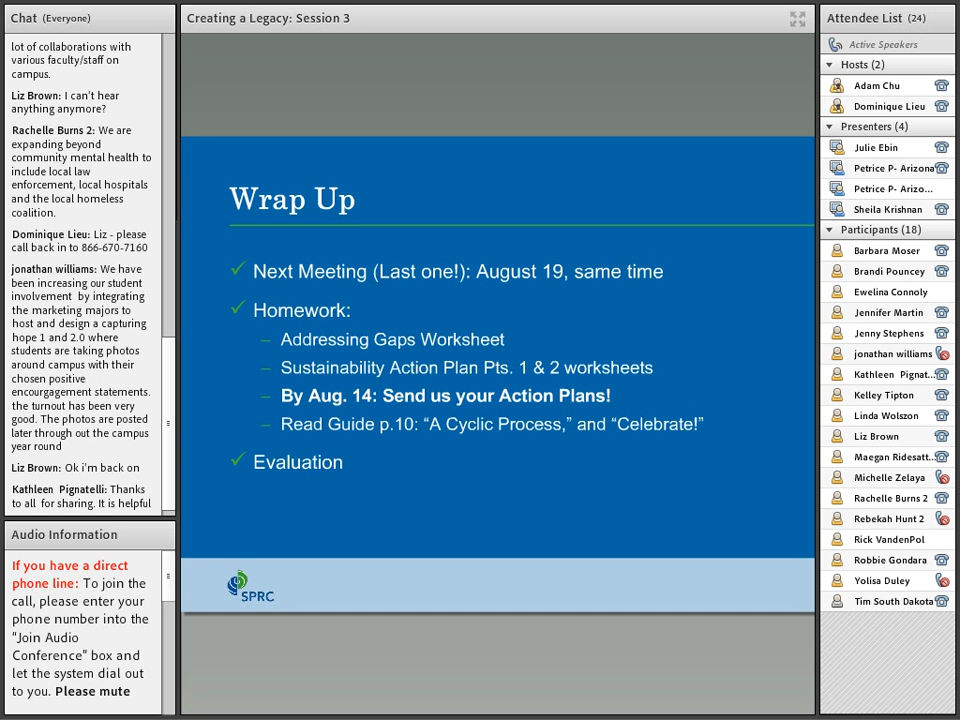 Chat (Everyone)
lot of collaborations with
various faculty/staff on
campus.
Liz Brown: I can't hear
anything anymore?
Rachelle Burns 2: We are
expanding beyond
community mental health to
include local law
enforcement, local hospitals
and the local homeless
coalition.
Dominique Lieu: Liz - please
call back in to 866-670-7160
jonathan williams: We have
been increasing our student
involvement by integrating
the marketing majors to
host and design a capturing
hope 1 and 2.0 where
students are taking photos
around campus with their
chosen positive
encourgagement statements.
the turnout has been very
good. The photos are posted
later through out the campus
year round
Liz Brown: Ok i'm back on
Kathleen Pignatelli: Thanks
to all for sharing. It is helpful
Audio Information
If you have a direct
phone line: To join the
call, please enter your
phone number into the
"Join Audio
Conference" box and
let the system dial out
to you. Please mute
Creating a Legacy: Session 3
Wrap Up
✓ Next Meeting (Last one!): August 19, same time
✓ Homework:
– Addressing Gaps Worksheet
– Sustainability Action Plan Pts. 1 & 2 worksheets
– By Aug. 14: Send us your Action Plans!
– Read Guide p.10: “A Cyclic Process,” and “Celebrate!”
✓ Evaluation
SPRC
Attendee List (24)
Active Speakers
Hosts (2)
Adam Chu
Dominique Lieu
Presenters (4)
Julie Ebin
Petrice P- Arizona
Petrice P- Arizo...
Sheila Krishnan
Participants (18)
Barbara Moser
Brandi Pouncey
Ewelina Connoly
Jennifer Martin
Jenny Stephens
jonathan williams
Kathleen Pignat...
Kelley Tipton
Linda Wolszon
Liz Brown
Maegan Ridesatt...
Michelle Zelaya
Rachelle Burns 2
Rebekah Hunt 2
Rick VandenPol
Robbie Gondara
Yolisa Duley
Tim South Dakota